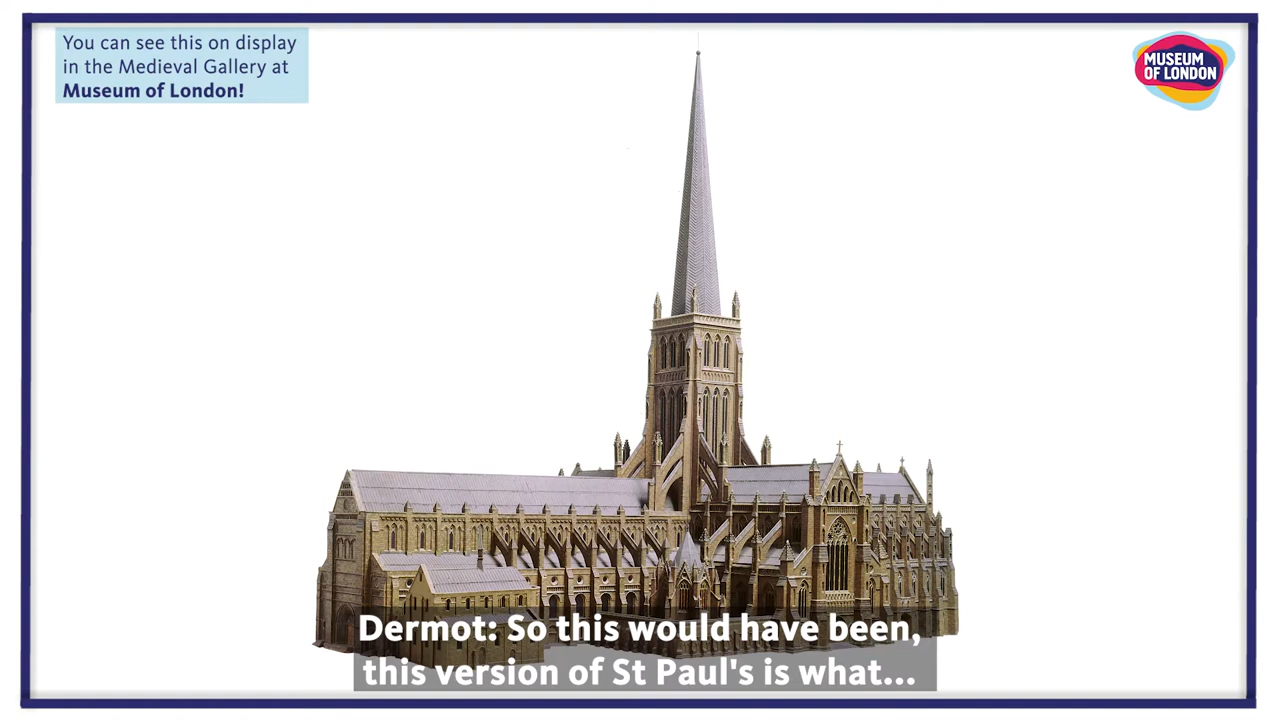 You can see this on display
in the Medieval Gallery at
Museum of London!
MUSEUM
OF LONDON
Dermot: So this would have been,
this version of St Paul's is what...